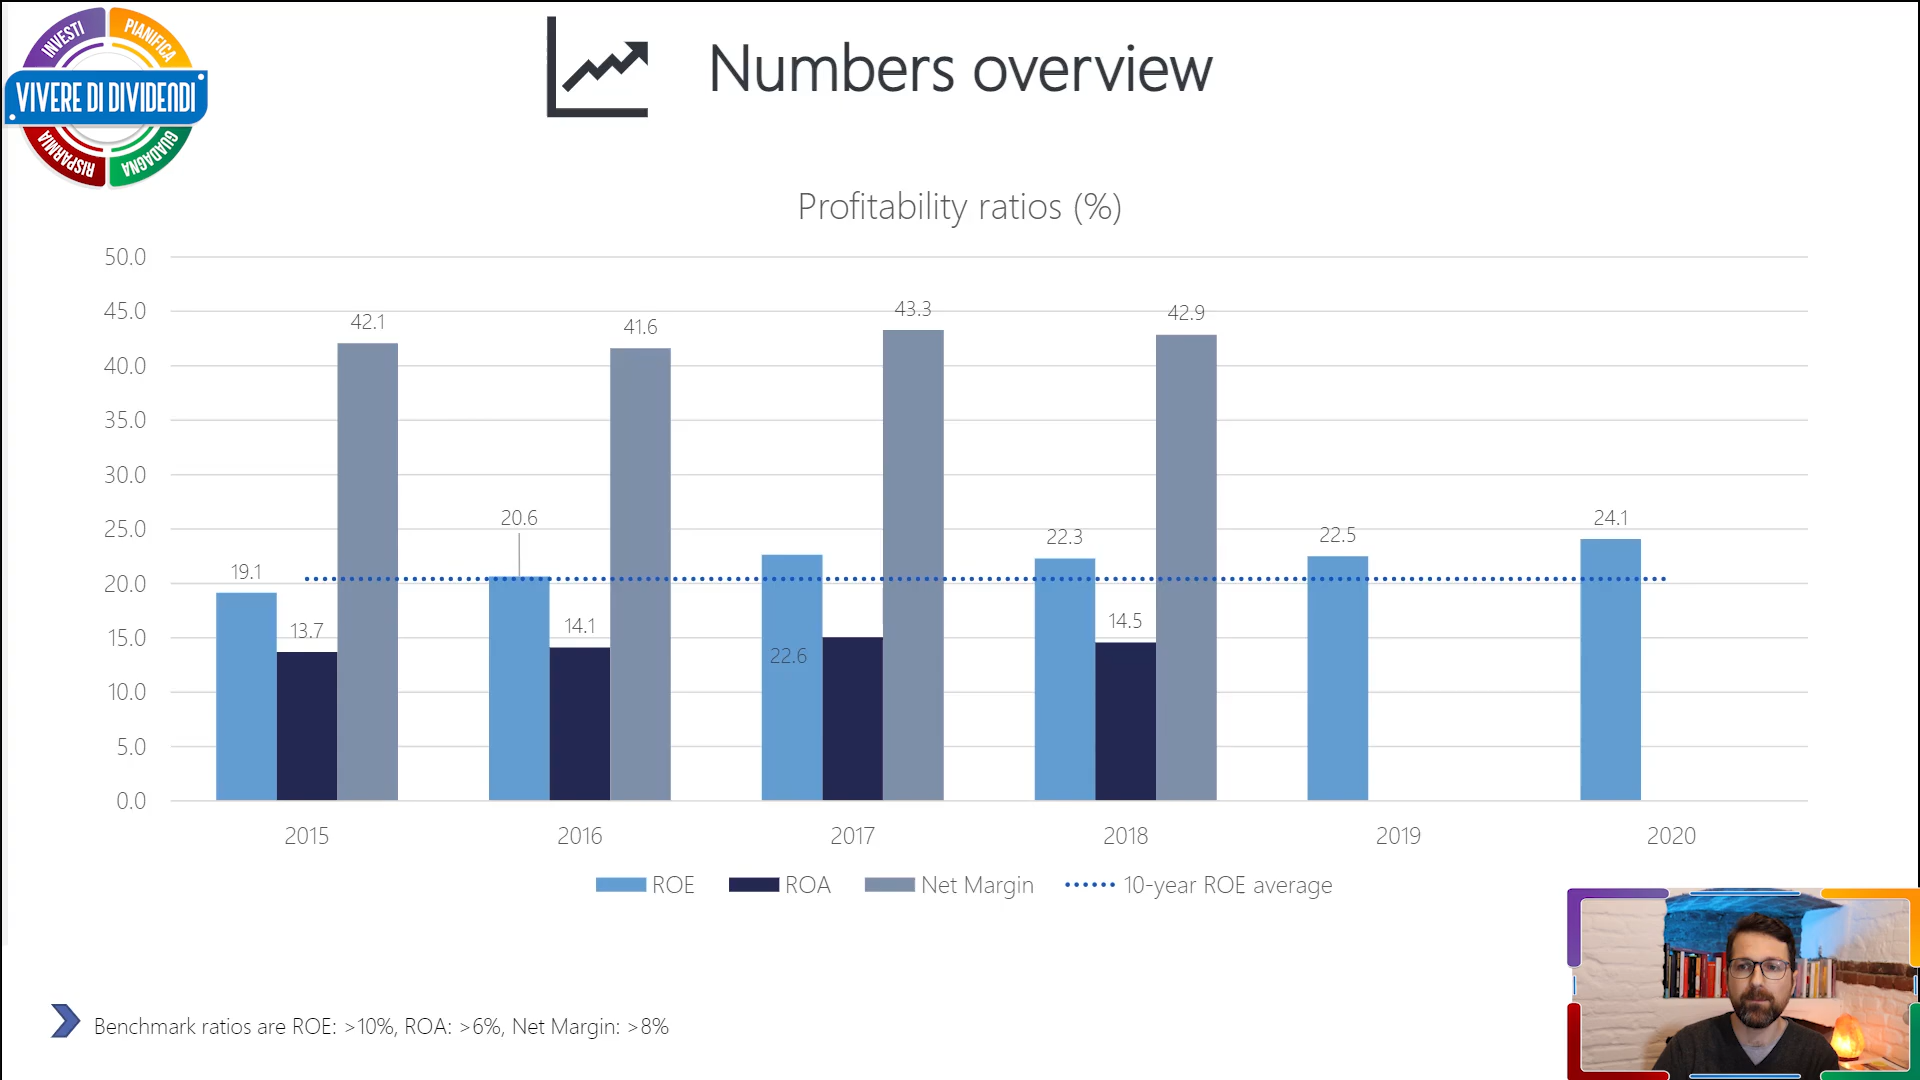 INVESTI
PIANIFICA
VIVERE DI DIVIDENDI
RISPARMIA
GUADAGNA
Numbers overview
Profitability ratios (%)
50.0
45.0
40.0
35.0
30.0
25.0
20.0
15.0
10.0
5.0
0.0
19.1
13.7
42.1
20.6
14.1
41.6
22.6
43.3
22.3
14.5
42.9
22.5
24.1
2015
2016
2017
2018
2019
2020
ROE
ROA
Net Margin
10-year ROE average
Benchmark ratios are ROE: >10%, ROA: >6%, Net Margin: >8%